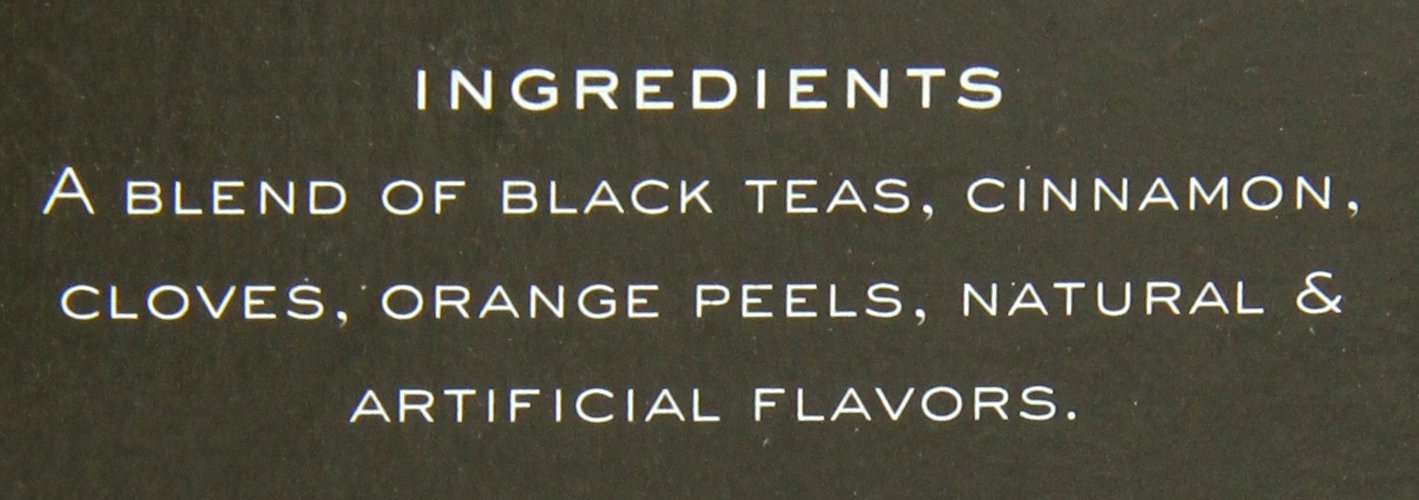 INGREDIENTS
A BLEND OF BLACK TEAS, CINNAMON,
CLOVES, ORANGE PEELS, NATURAL &
ARTIFICIAL FLAVORS.